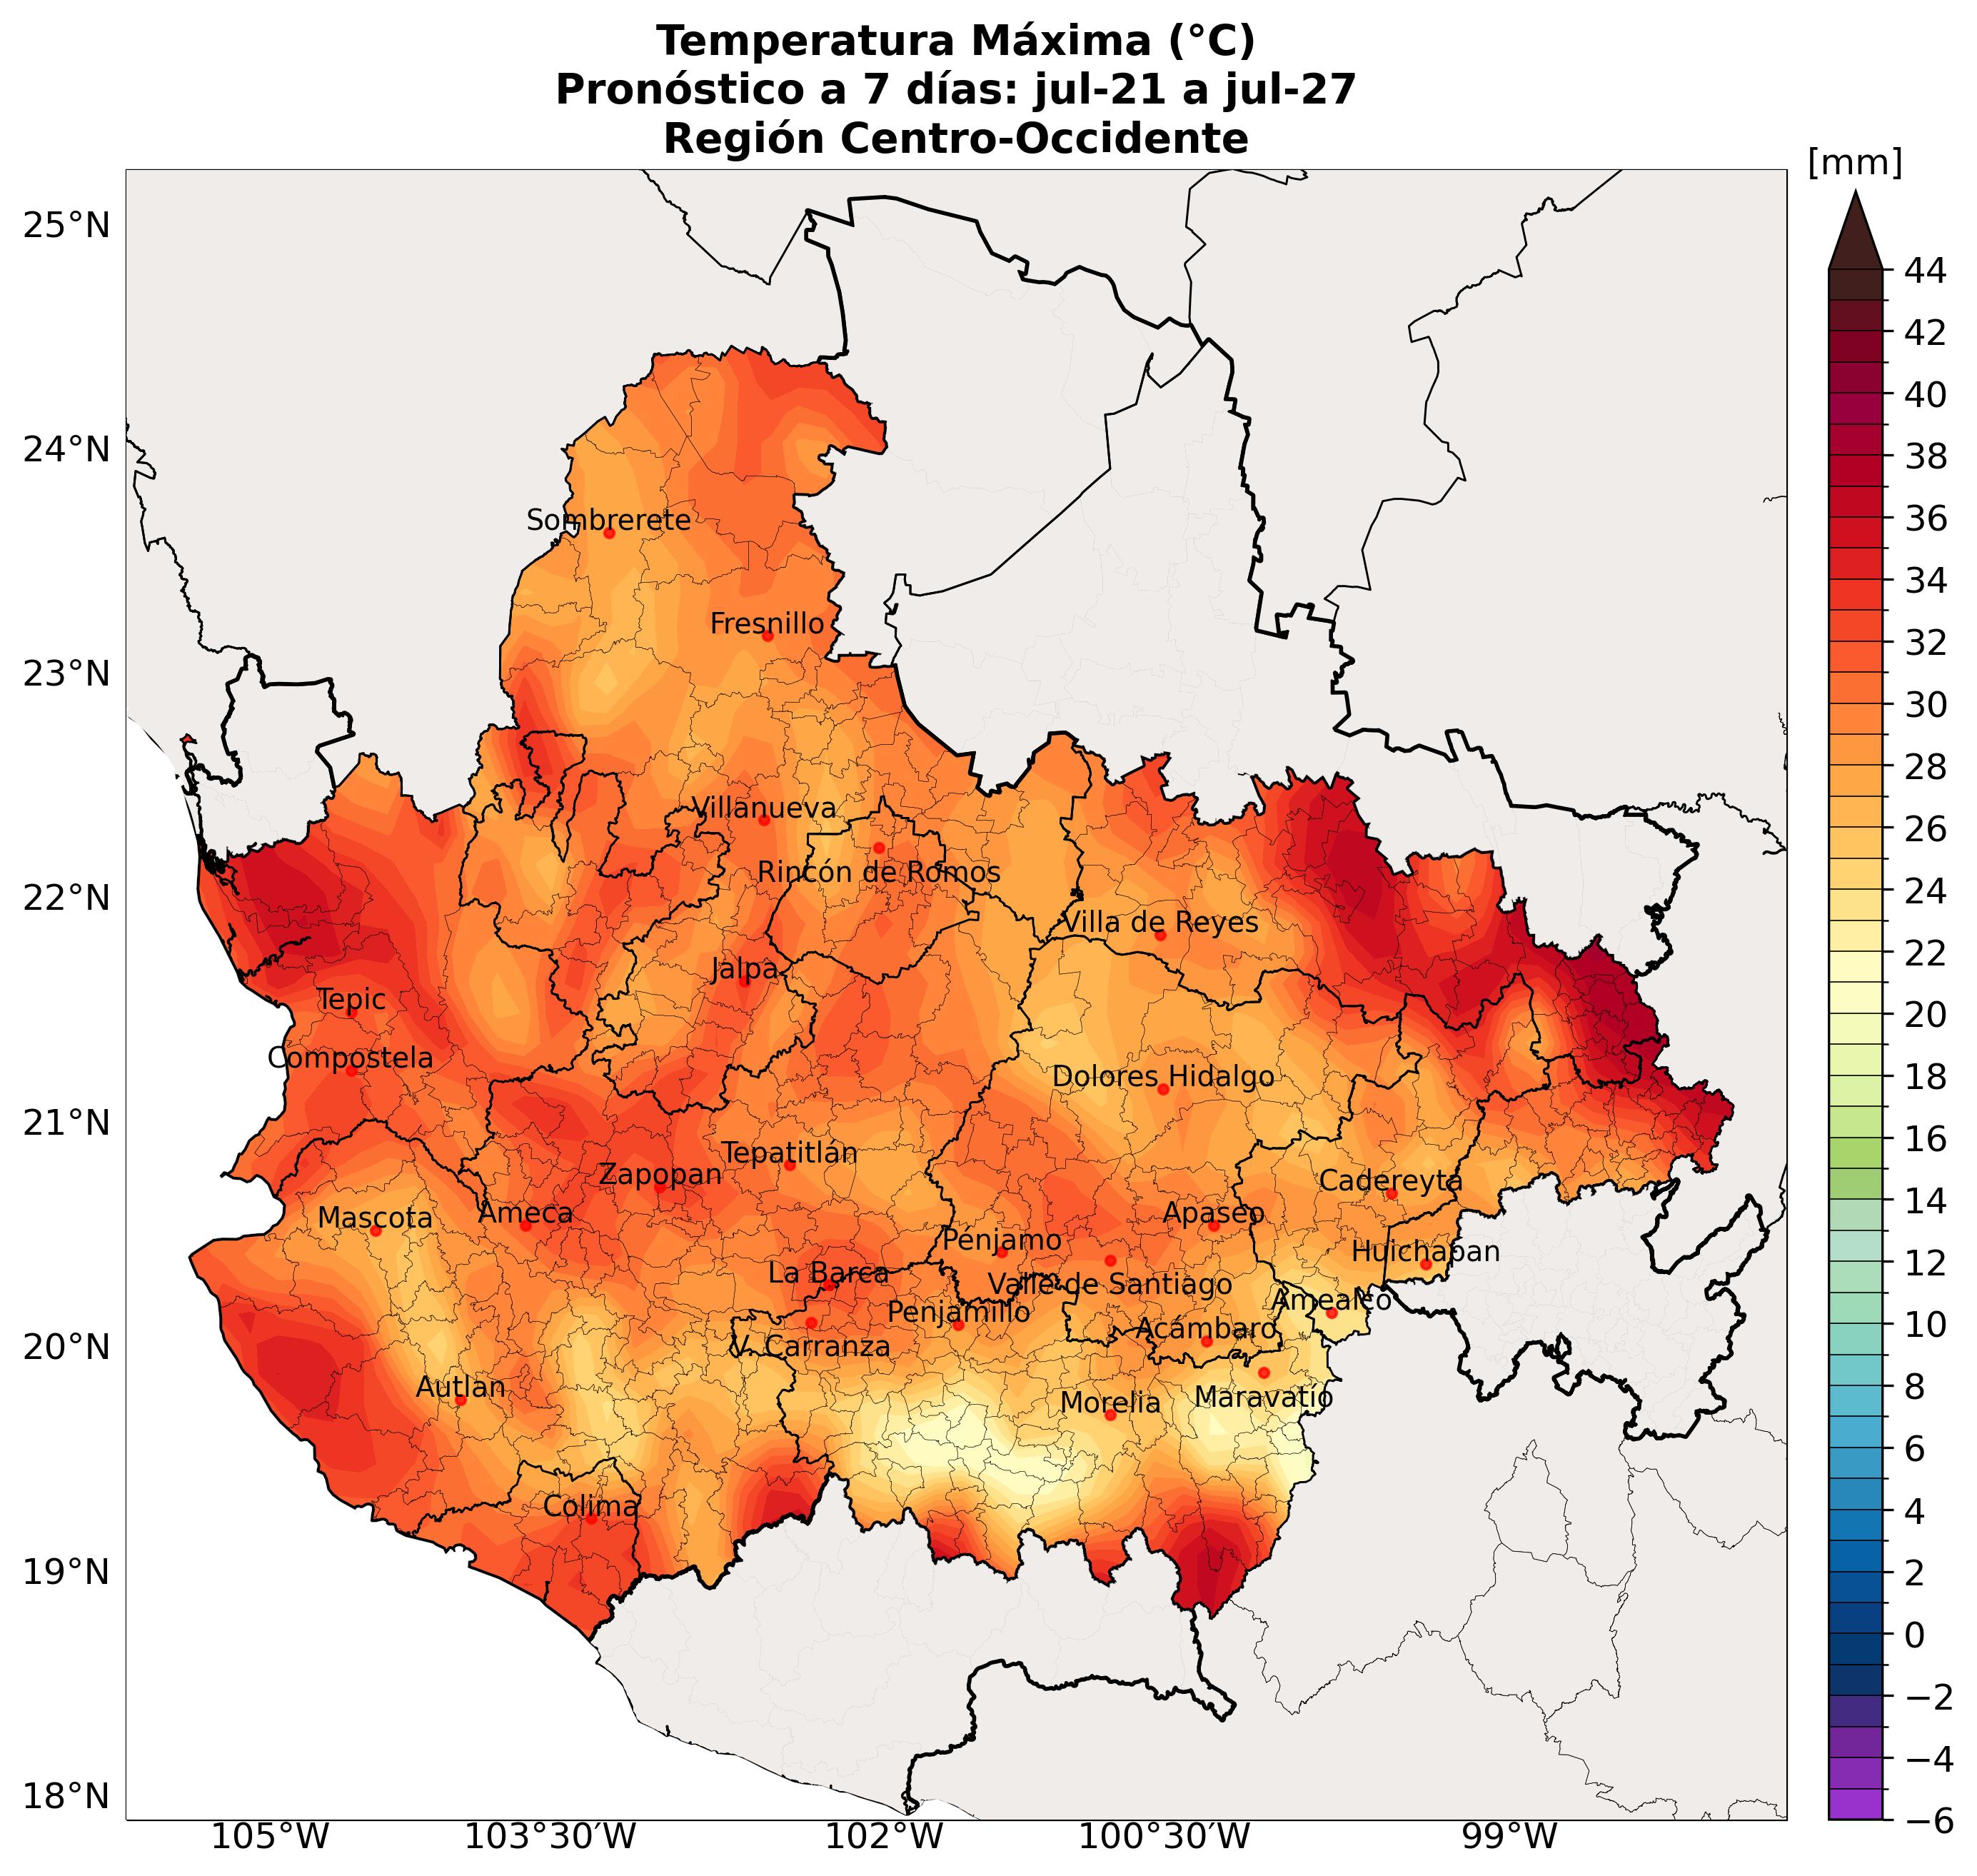 Temperatura Máxima (°C)
Pronóstico a 7 días: jul-21 a jul-27
Región Centro-Occidente
[mm]
25°N
24°N
23°N
22°N
21°N
20°N
19°N
18°N
Sombrerete
Fresnillo
Villanueva
Rincón de Romos
Villa de Reyes
Jalpa
Tepic
Compostela
Dolores Hidalgo
Tepatitlán
Zapopan
Cadereyta
Mascota
Ameca
Apaseo
Pénjamo
Huichapan
La Barca
Valle de Santiago
Amealco
Penjamillo
Acámbaro
V. Carranza
Autlan
Morelia
Maravatío
Colima
105°W
103°30′W
102°W
100°30′W
99°W
44
42
40
38
36
34
32
30
28
26
24
22
20
18
16
14
12
10
8
6
4
2
0
−2
−4
−6